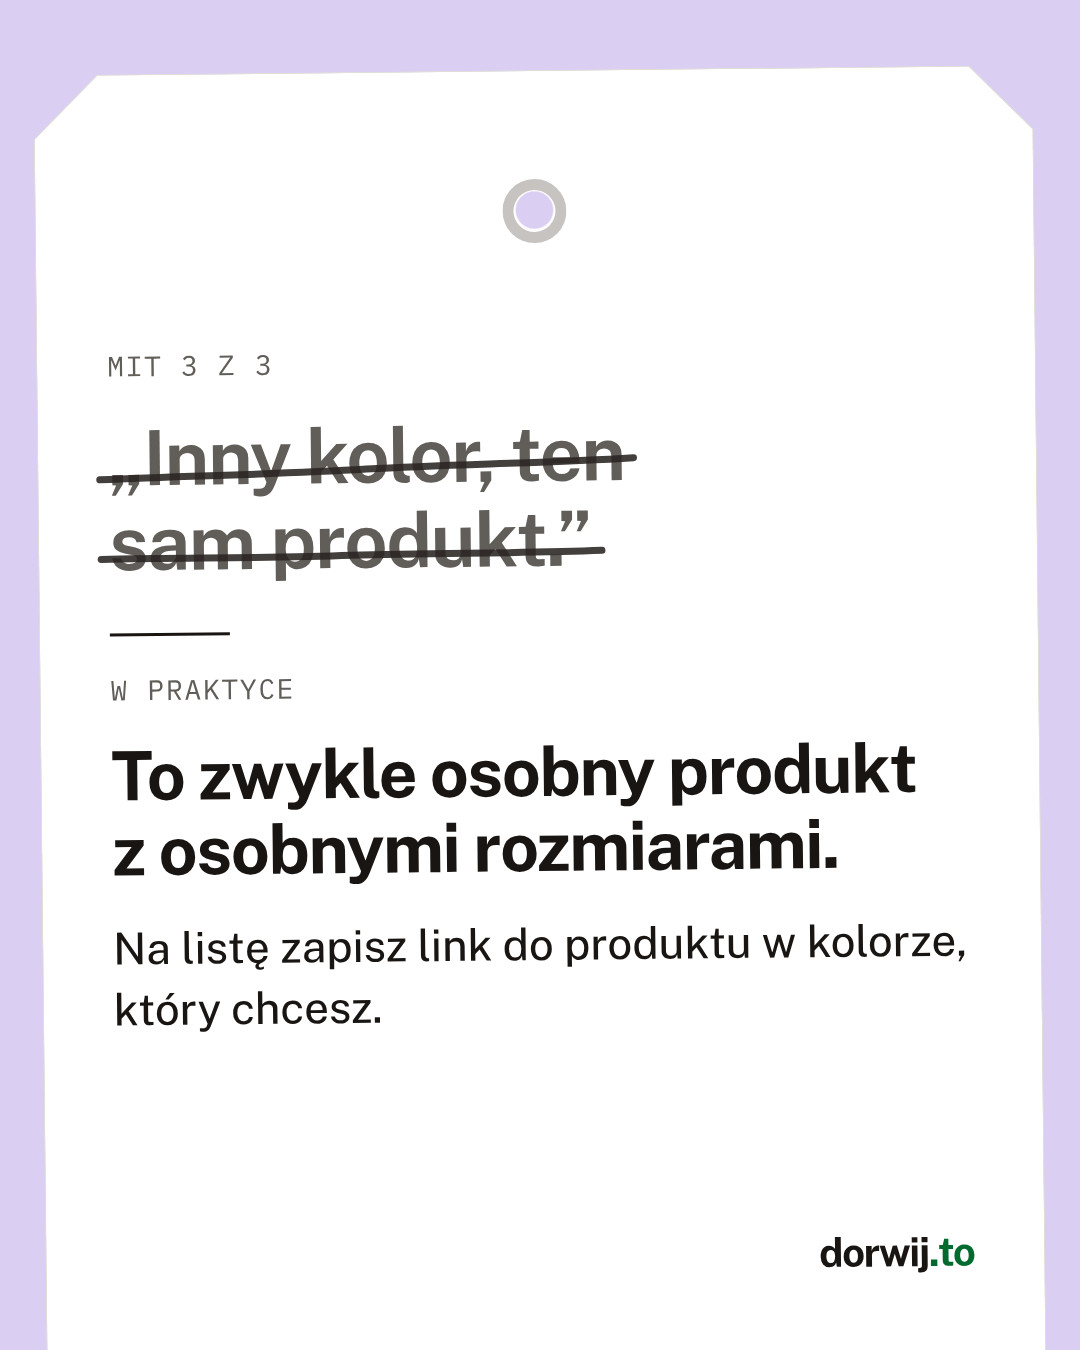 MIT 3 Z 3
„Inny kolor, ten
sam produkt.”
W PRAKTYCE
To zwykle osobny produkt
z osobnymi rozmiarami.
Na listę zapisz link do produktu w kolorze,
który chcesz.
dorwij.to